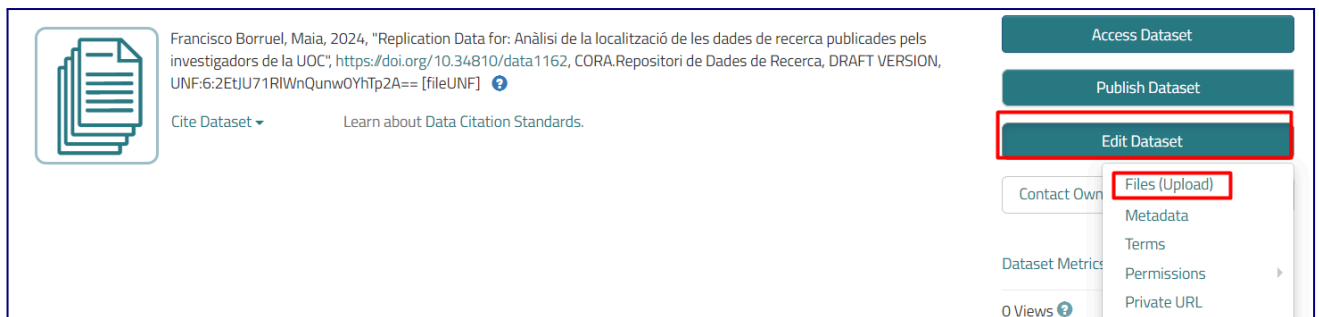 Francisco Borruel, Maia, 2024, "Replication Data for: Anàlisi de la localització de les dades de recerca publicades pels
investigadors de la UOC", https://doi.org/10.34810/data1162, CORA.Repositori de Dades de Recerca, DRAFT VERSION,
UNF:6:2EtJU71RlWnQunw0YhTp2A== [fileUNF] ?
Cite Dataset Learn about Data Citation Standards.
Access Dataset
Publish Dataset
Edit Dataset
Files (Upload)
Metadata
Terms
Permissions
Private URL
Contact Own
Dataset Metrics
0 Views ?